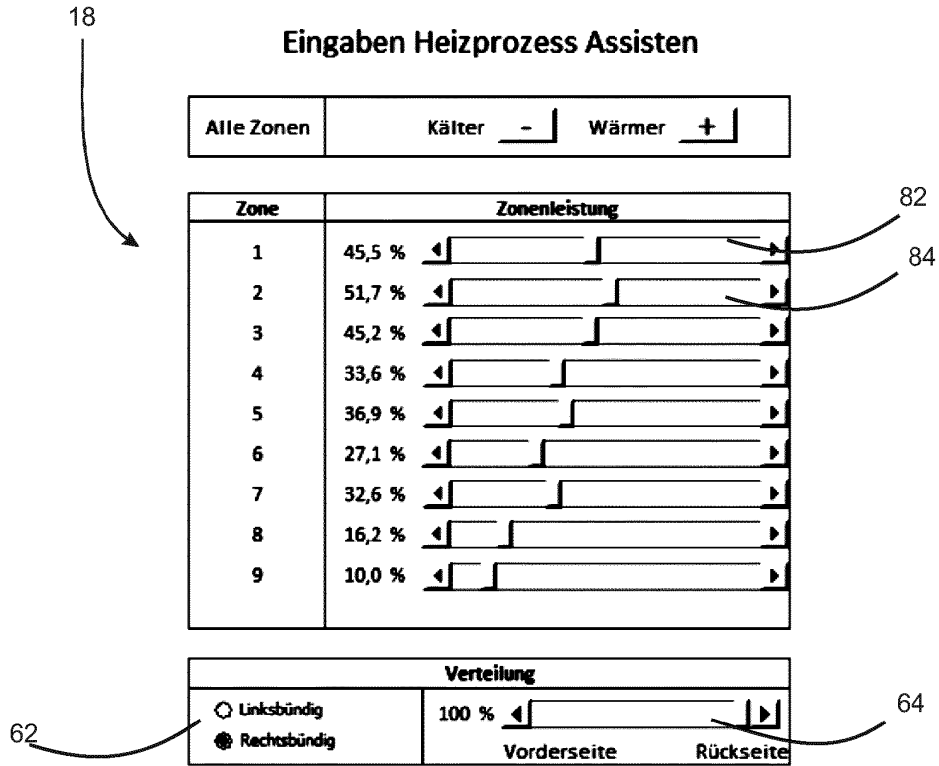 18
Eingaben Heizprozess Assisten
Alle Zonen Kälter - Wärmer +
Zone Zonenleistung
82
1 45,5 %
84
2 51,7 %
3 45,2 %
4 33,6 %
5 36,9 %
6 27,1 %
7 32,6 %
8 16,2 %
9 10,0 %
Verteilung
Linksbündig 100 % 64
62 Rechtsbündig
Vorderseite Rückseite